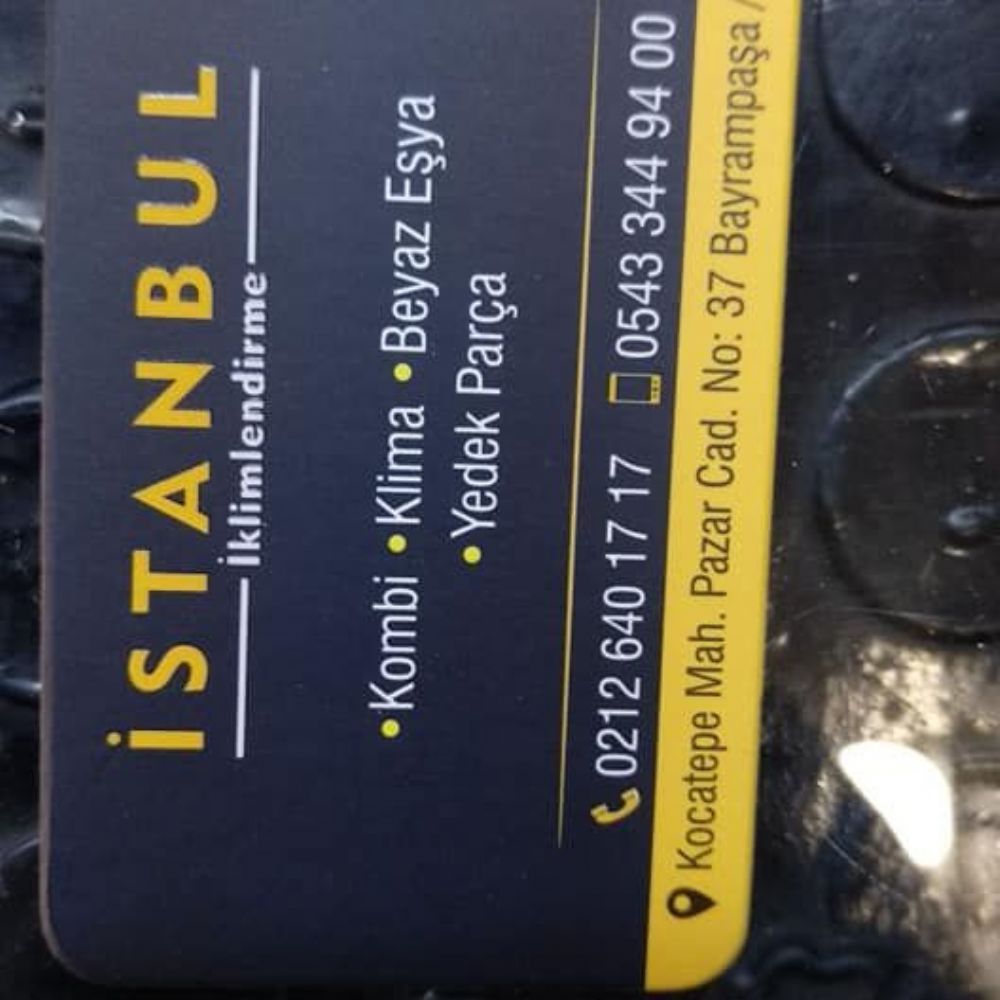 İSTANBUL
İklimlendirme
•Kombi •Klima •Beyaz Eşya
•Yedek Parça
0212 640 17 17 0543 344 94 00
Kocatepe Mah. Pazar Cad. No: 37 Bayrampaşa /